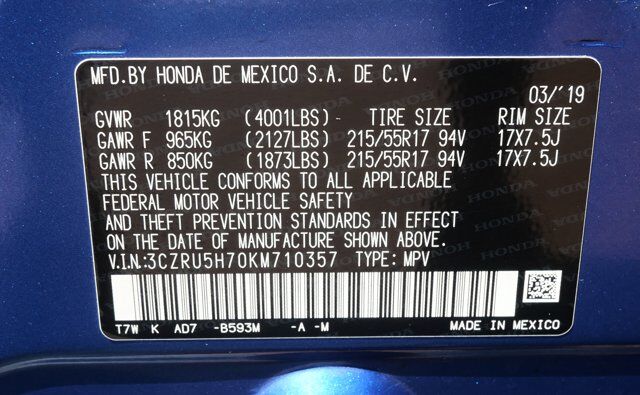 MFD.BY HONDA DE MEXICO S.A. DE C.V.
03/'19
GVWR 1815KG (4001LBS) TIRE SIZE RIM SIZE
GAWR F 965KG (2127LBS) 215/55R17 94V 17X7.5J
GAWR R 850KG (1873LBS) 215/55R17 94V 17X7.5J
THIS VEHICLE CONFORMS TO ALL APPLICABLE
FEDERAL MOTOR VEHICLE SAFETY
AND THEFT PREVENTION STANDARDS IN EFFECT
ON THE DATE OF MANUFACTURE SHOWN ABOVE.
V.I.N:3CZRU5H70KM710357 TYPE: MPV
T7W K AD7 -B593M -A -M MADE IN MEXICO